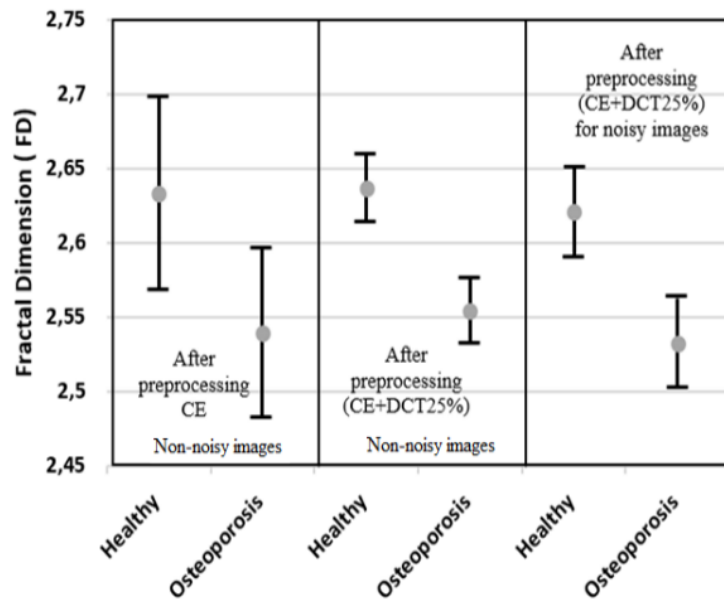 2,75
2,7
2,65
2,6
2,55
2,5
2,45
Fractal Dimension ( FD)
After
preprocessing
CE
Non-noisy images
After
preprocessing
(CE+DCT25%)
Non-noisy images
After
preprocessing
(CE+DCT25%)
for noisy images
Healthy
Osteoporosis
Healthy
Osteoporosis
Healthy
Osteoporosis